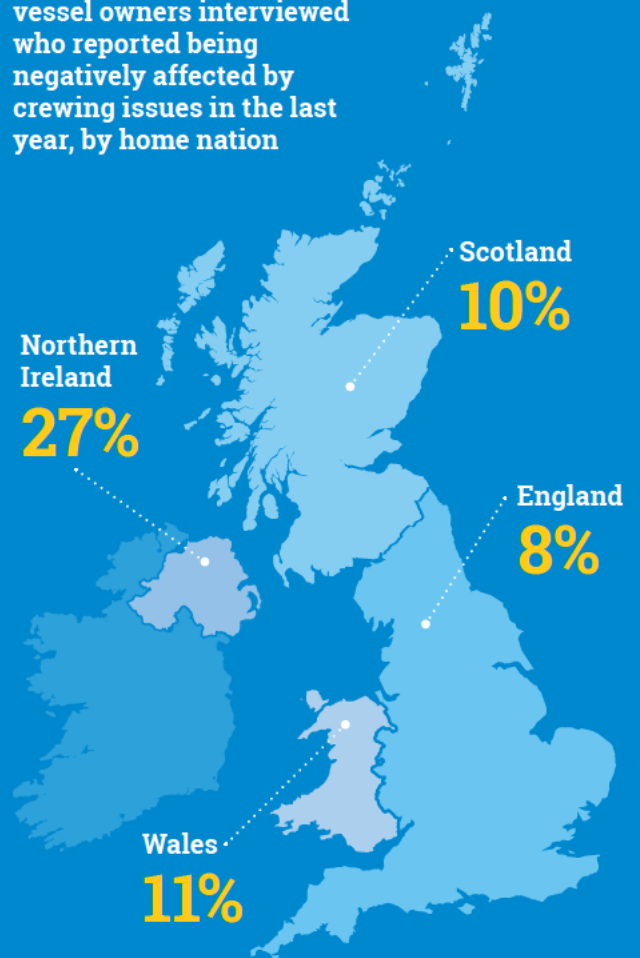 vessel owners interviewed
who reported being
negatively affected by
crewing issues in the last
year, by home nation
Scotland
10%
Northern
Ireland
27%
England
8%
Wales
11%